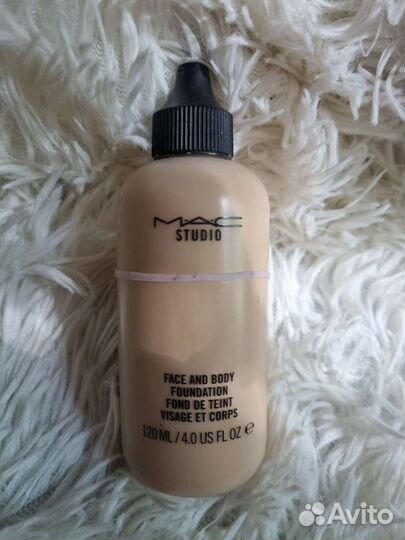 M·A·C
STUDIO
FACE AND BODY
FOUNDATION
FOND DE TEINT
VISAGE ET CORPS
120 ML / 4.0 US FL OZ e
Avito